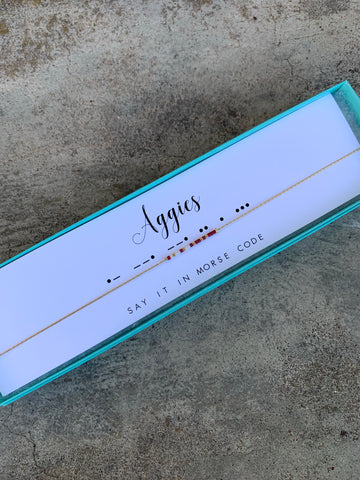 Aggies
•— ——• ——• •• • •••
SAY IT IN MORSE CODE